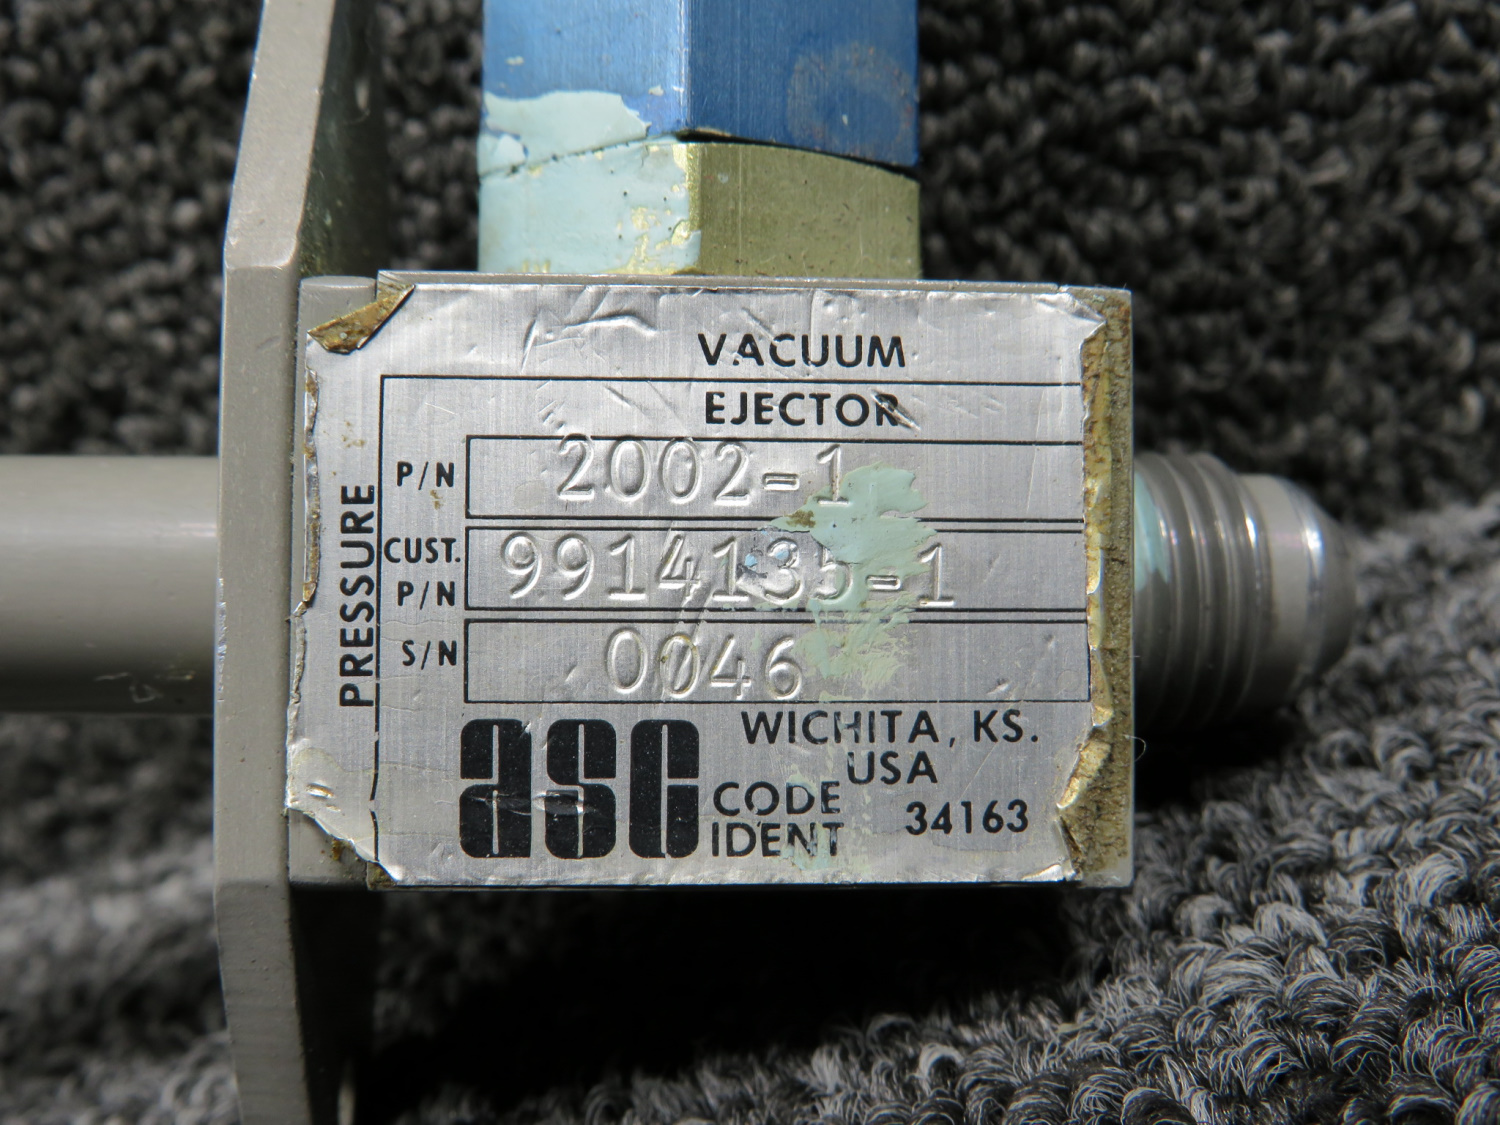 VACUUM
EJECTOR
PRESSURE
P/N 2002-1
CUST. P/N 9914135-1
S/N 0046
asc WICHITA, KS.
USA
CODE
IDENT 34163